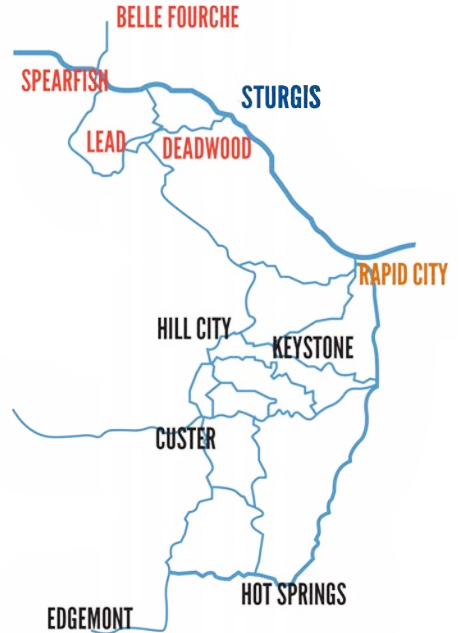 BELLE FOURCHE
SPEARFISH
STURGIS
LEAD
DEADWOOD
RAPID CITY
HILL CITY
KEYSTONE
CUSTER
HOT SPRINGS
EDGEMONT